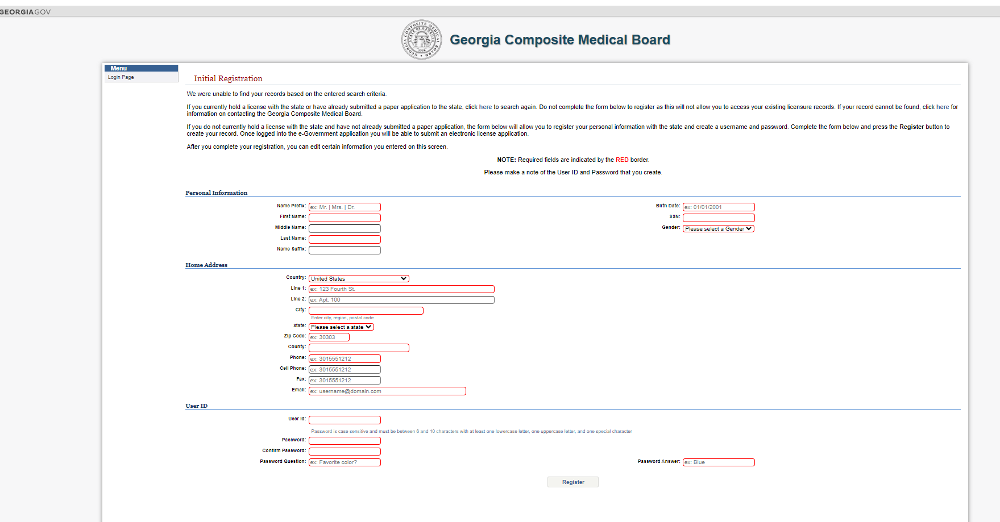 GEORGIAGOV
Georgia Composite Medical Board
Menu
Login Page
Initial Registration
We were unable to find your records based on the entered search criteria.
If you currently hold a license with the state or have already submitted a paper application to the state, click here to search again. Do not complete the form below to register as this will not allow you to access your existing licensure records. If your record cannot be found, click here for
information on contacting the Georgia Composite Medical Board.
If you do not currently hold a license with the state and have not already submitted a paper application, the form below will allow you to register your personal information with the state and create a username and password. Complete the form below and press the Register button to
create your record. Once logged into the e-Government application you will be able to submit an electronic license application.
After you complete your registration, you can edit certain information you entered on this screen.
NOTE: Required fields are indicated by the RED border.
Please make a note of the User ID and Password that you create.
Personal Information
Name Prefix: ex: Mr. | Mrs. | Dr.
Birth Date: ex: 01/01/2001
First Name:
SSN:
Middle Name:
Gender: Please select a Gender
Last Name:
Name Suffix:
Home Address
Country: United States
Line 1: ex: 123 Fourth St.
Line 2: ex: Apt. 100
City:
Enter city, region, postal code
State: Please select a state
Zip Code: ex: 30303
County:
Phone: ex: 3015551212
Cell Phone: ex: 3015551212
Fax: ex: 3015551212
Email: ex: username@domain.com
User ID
User Id:
Password is case sensitive and must be between 6 and 10 characters with at least one lowercase letter, one uppercase letter, and one special character
Password:
Confirm Password:
Password Question: ex: Favorite color?
Password Answer: ex: Blue
Register